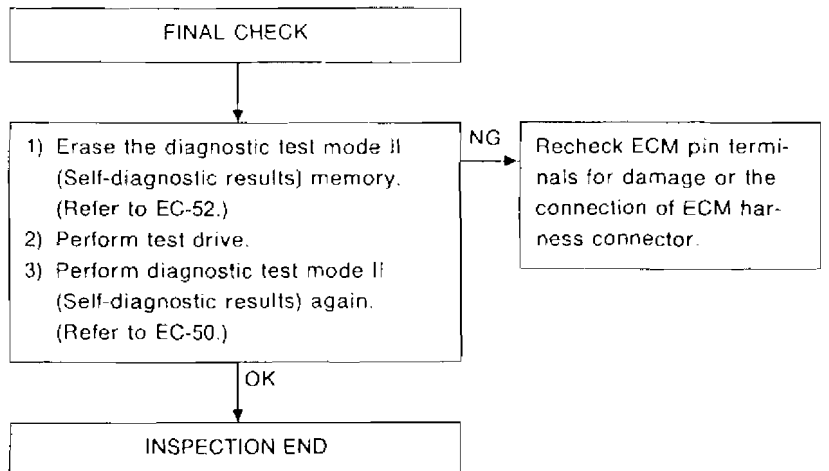 FINAL CHECK
1) Erase the diagnostic test mode II
(Self-diagnostic results) memory.
(Refer to EC-52.)
2) Perform test drive.
3) Perform diagnostic test mode II
(Self-diagnostic results) again.
(Refer to EC-50.)
NG
Recheck ECM pin termi-
nals for damage or the
connection of ECM har-
ness connector.
OK
INSPECTION END